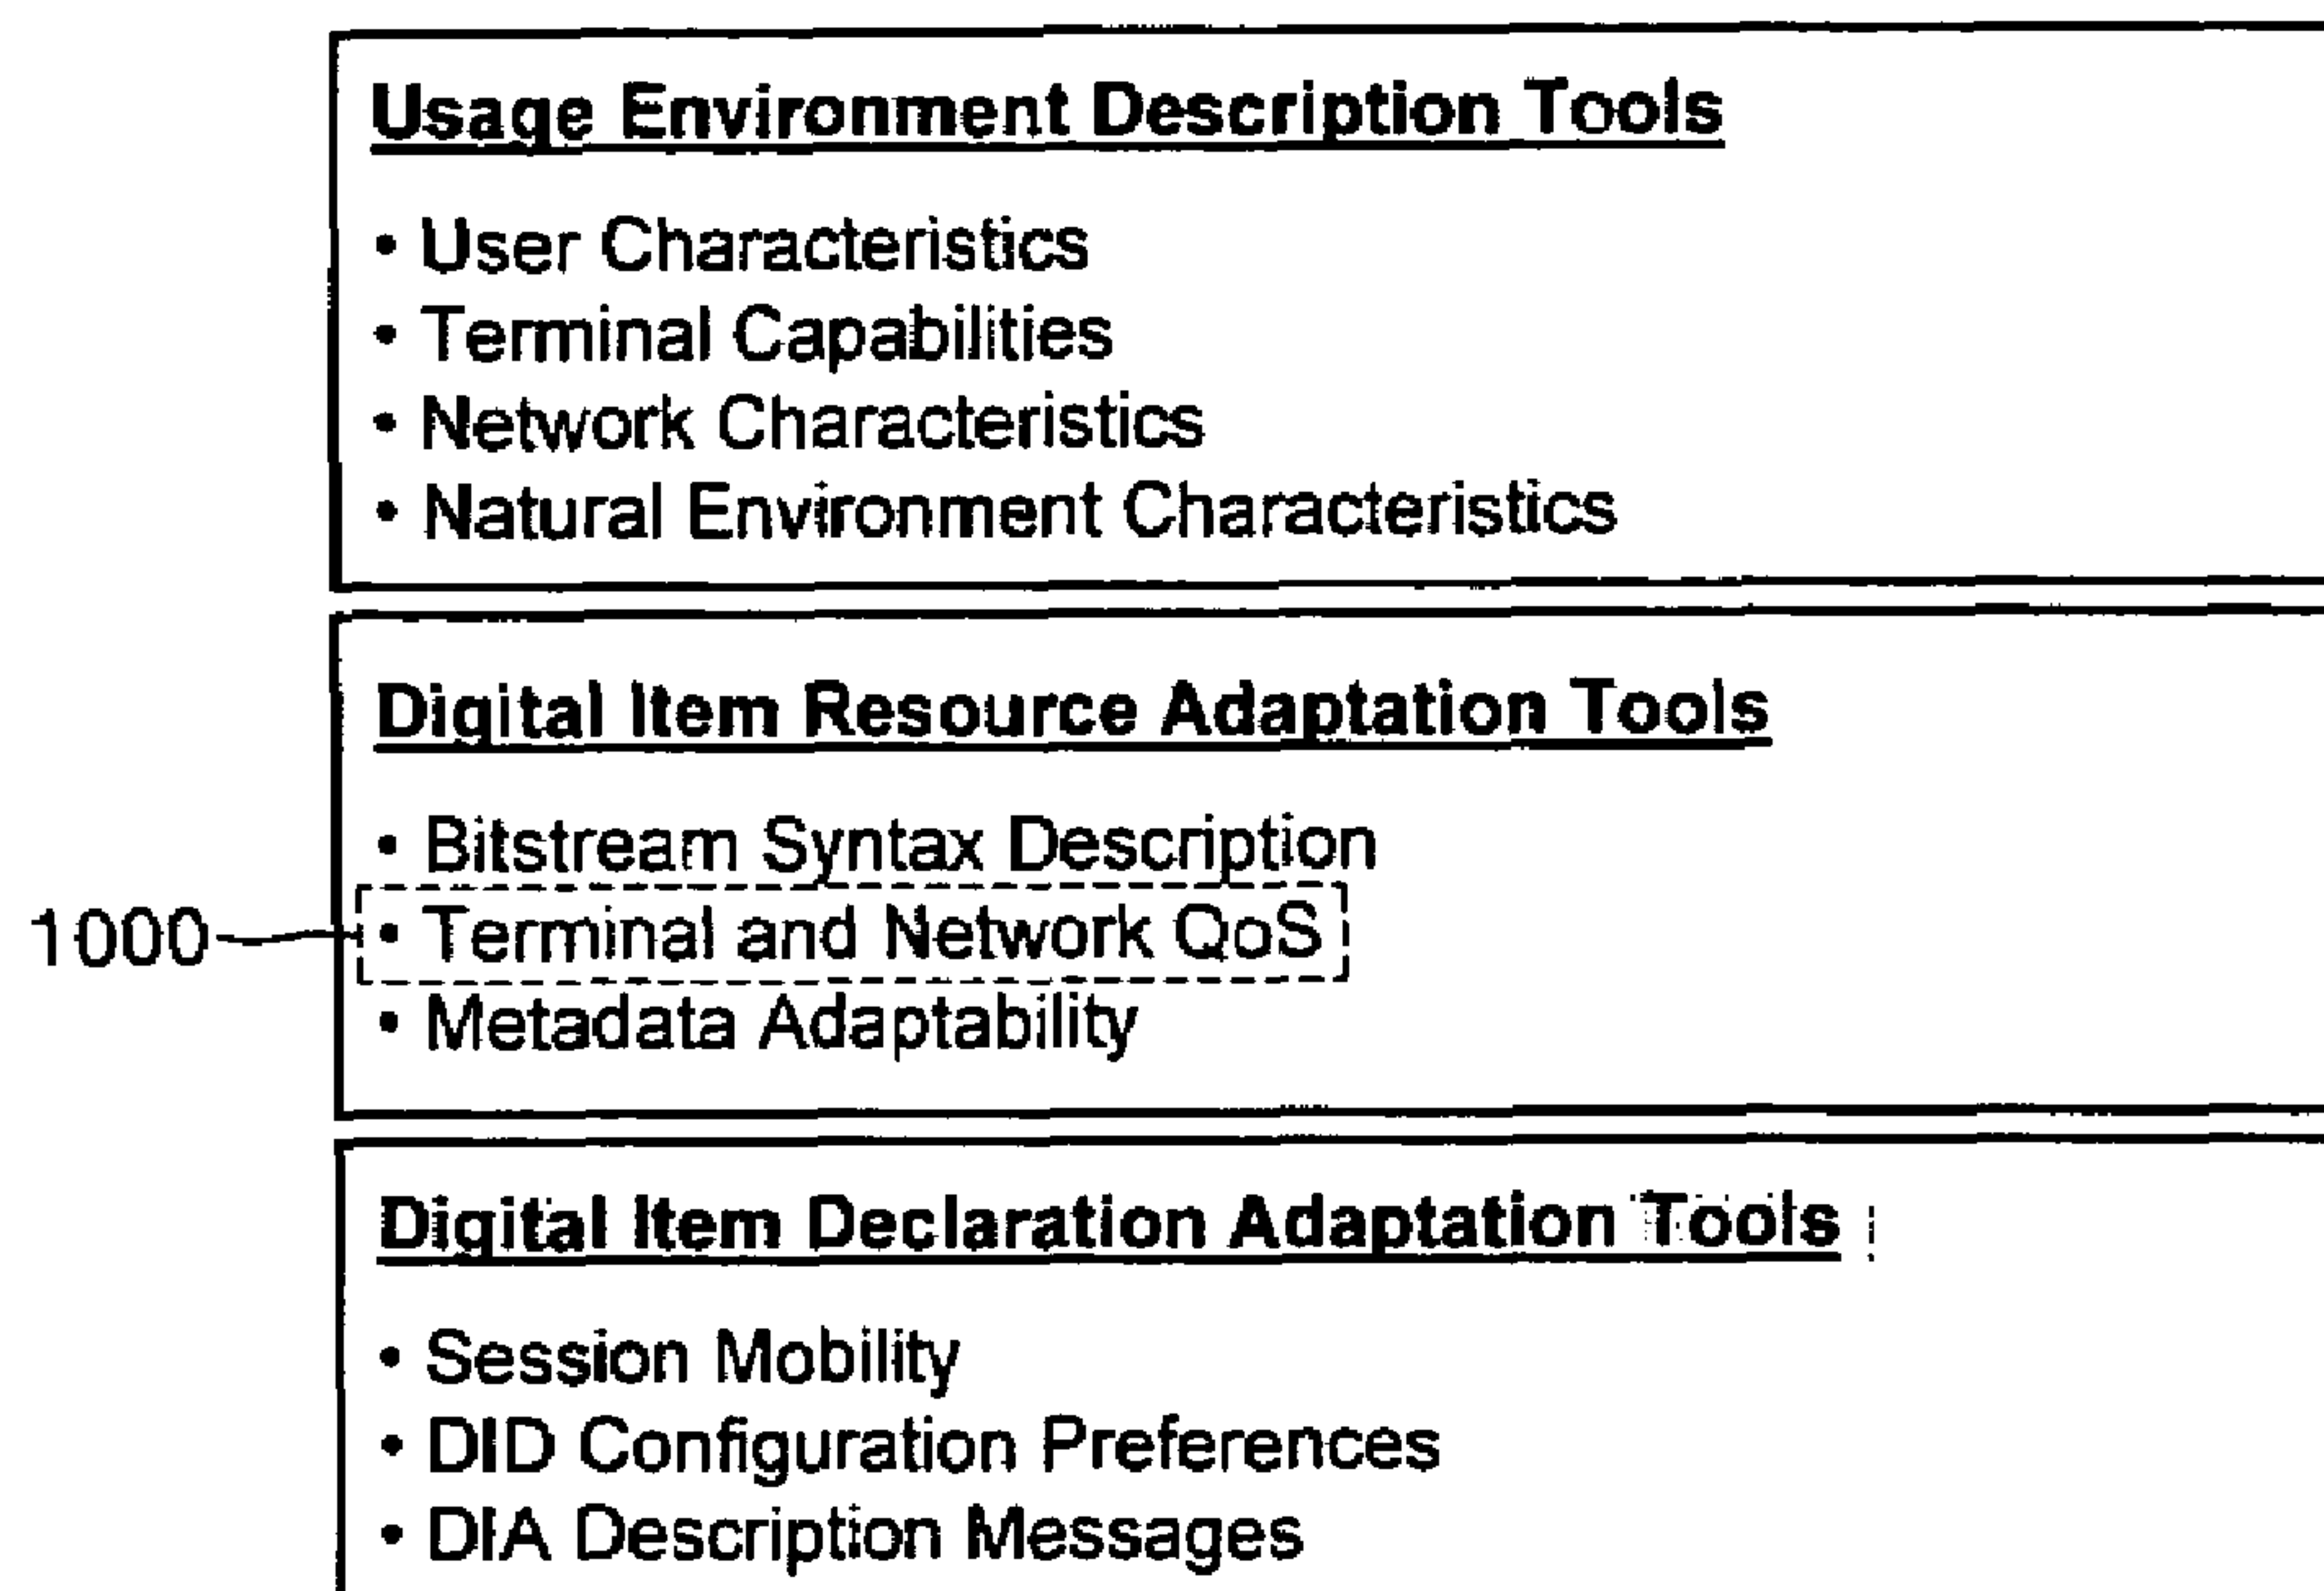 Usage Environment Description Tools
• User Characteristics
• Terminal Capabilities
• Network Characteristics
• Natural Environment Characteristics
Digital Item Resource Adaptation Tools
• Bitstream Syntax Description
1000 • Terminal and Network QoS
• Metadata Adaptability
Digital Item Declaration Adaptation Tools
• Session Mobility
• DID Configuration Preferences
• DIA Description Messages